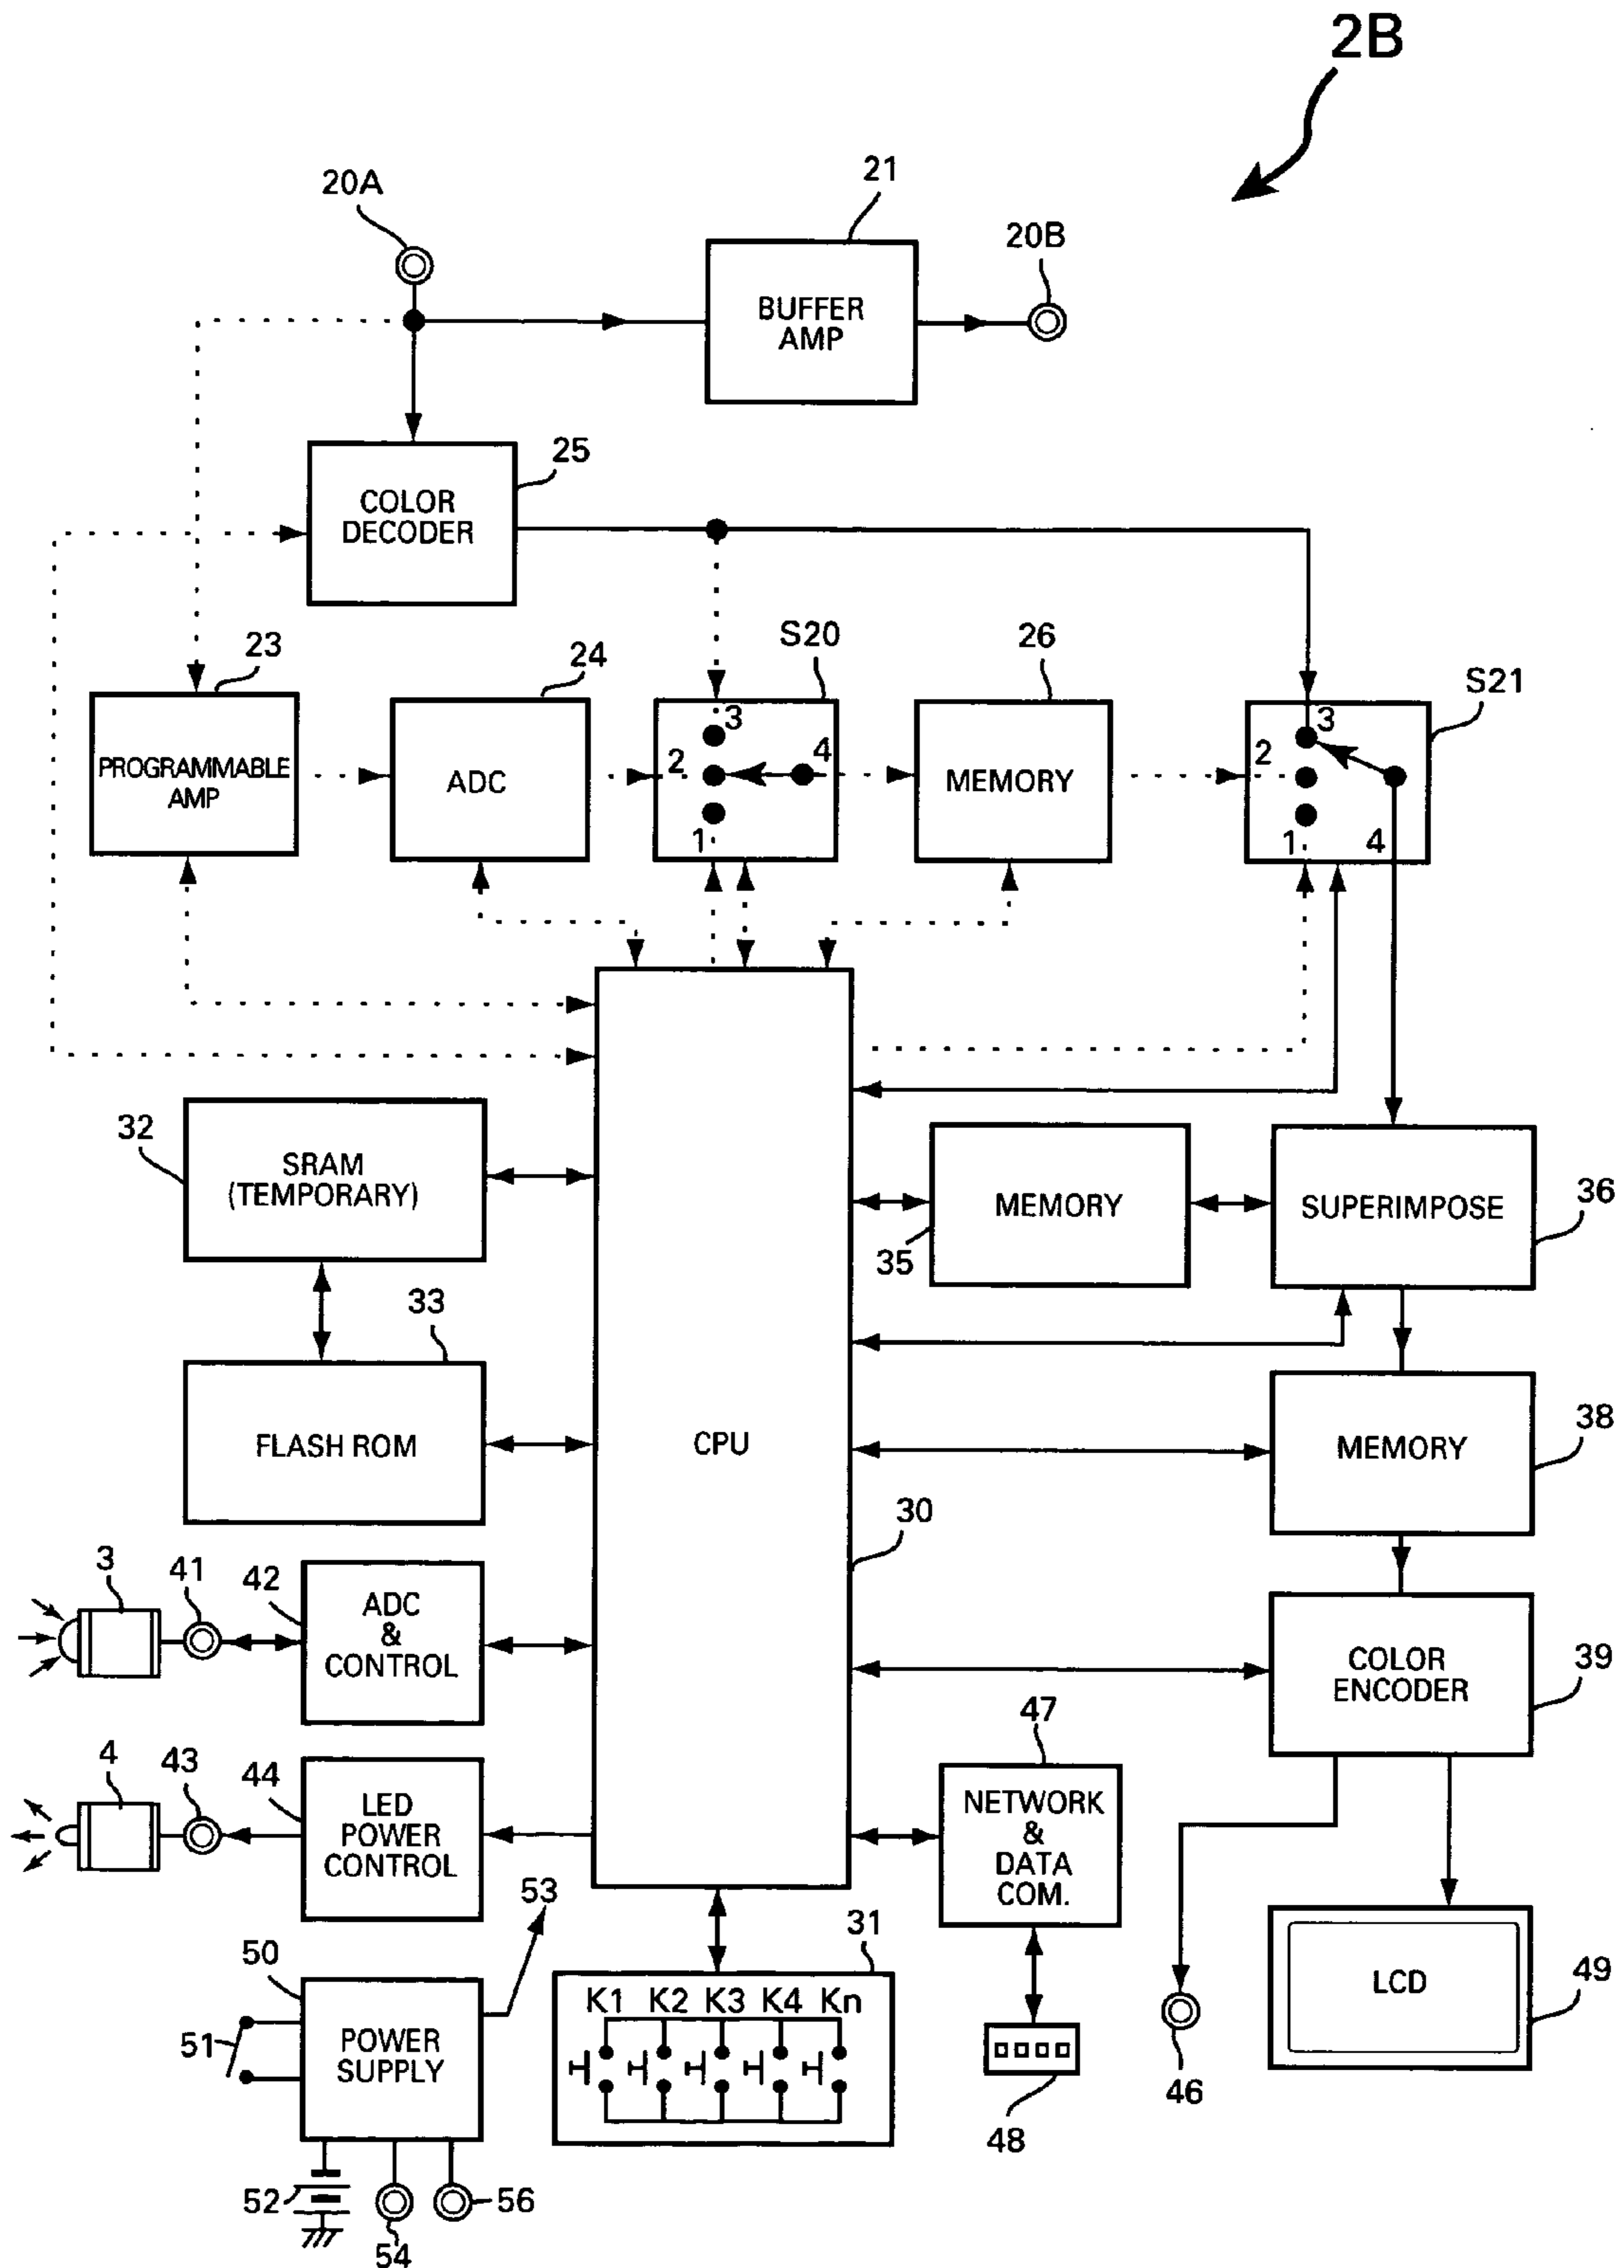 2B
20A
21
20B
BUFFER
AMP
25
COLOR
DECODER
23
24
S20
26
S21
PROGRAMMABLE
AMP
ADC
3
2
4
1
MEMORY
3
2
1
4
32
SRAM
(TEMPORARY)
MEMORY
35
SUPERIMPOSE
36
33
FLASH ROM
CPU
MEMORY
38
30
3
41
42
ADC
&
CONTROL
COLOR
ENCODER
39
4
43
44
LED
POWER
CONTROL
47
NETWORK
&
DATA
COM.
53
50
51
POWER
SUPPLY
31
K1 K2 K3 K4 Kn
LCD
49
46
48
52
54
56